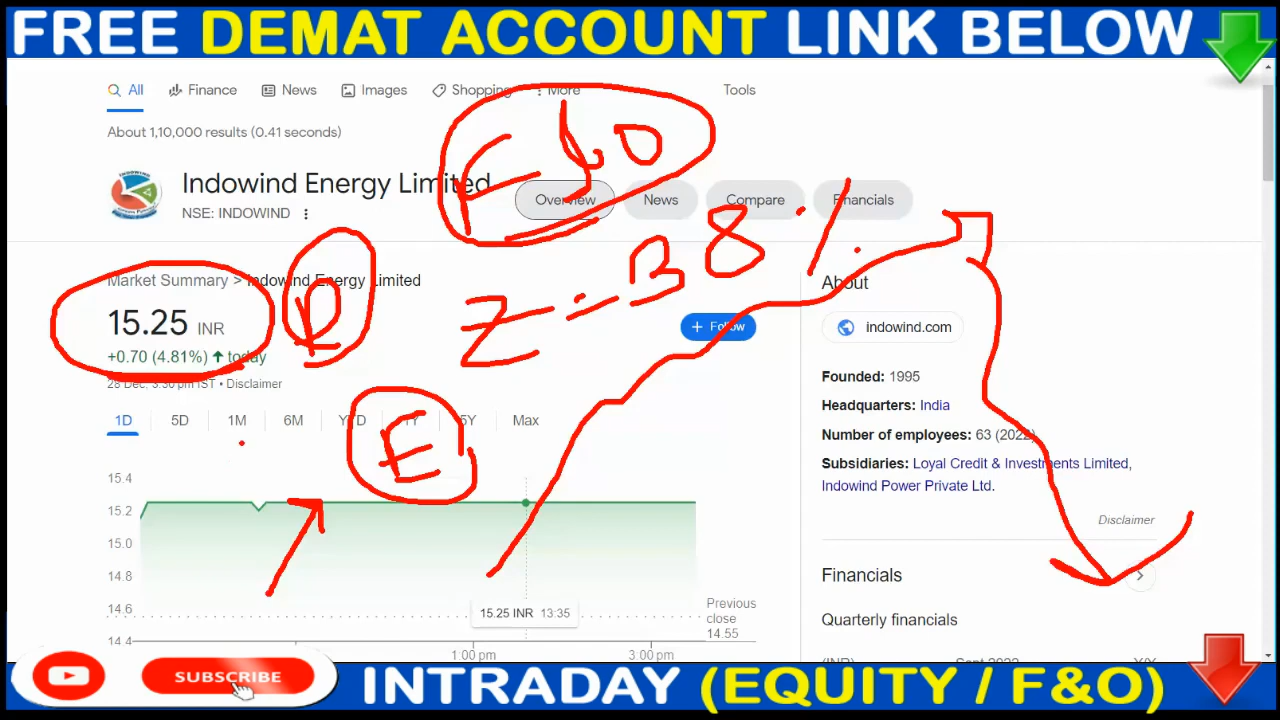 FREE DEMAT ACCOUNT LINK BELOW
All Finance News Images Shopping More Tools
About 1,10,000 results (0.41 seconds)
Indowind Energy Limited
NSE: INDOWIND
Overview News Compare Financials
F&O
Market Summary > Indowind Energy Limited
15.25 INR
+0.70 (4.81%) today
28 Dec, 3:30 pm IST • Disclaimer
R
Z = 38 %
+ Follow
1D 5D 1M 6M YTD 1Y 5Y Max
E
15.4
15.2
15.0
14.8
14.6
14.4
15.25 INR 13:35
Previous
close
14.55
1:00 pm 3:00 pm
About
indowind.com
Founded: 1995
Headquarters: India
Number of employees: 63 (2022)
Subsidiaries: Loyal Credit & Investments Limited,
Indowind Power Private Ltd.
Disclaimer
Financials
Quarterly financials
(INR) Sept 2022 Y/Y
SUBSCRIBE
INTRADAY (EQUITY / F&O)